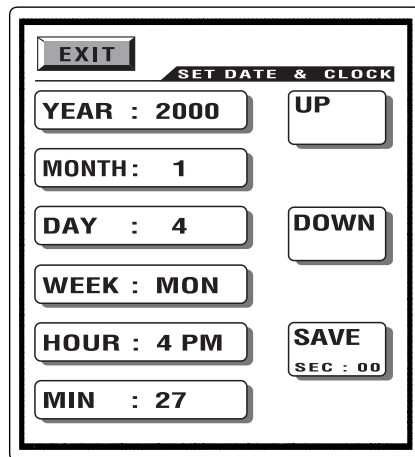 EXIT
SET DATE & CLOCK
YEAR : 2000
UP
MONTH : 1
DAY : 4
DOWN
WEEK : MON
HOUR : 4 PM
SAVE
SEC : 00
MIN : 27